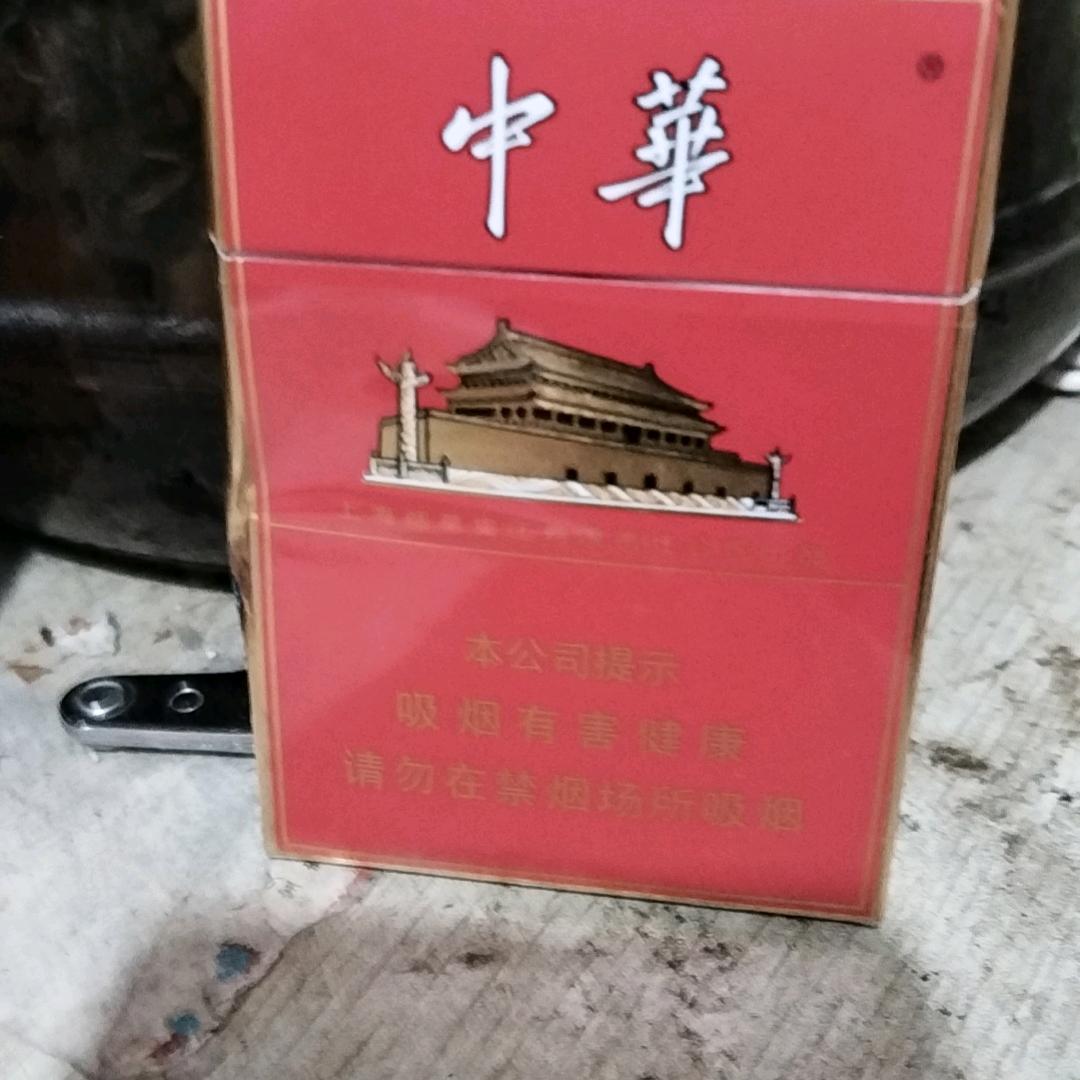 中華
本公司提示
吸烟有害健康
请勿在禁烟场所吸烟